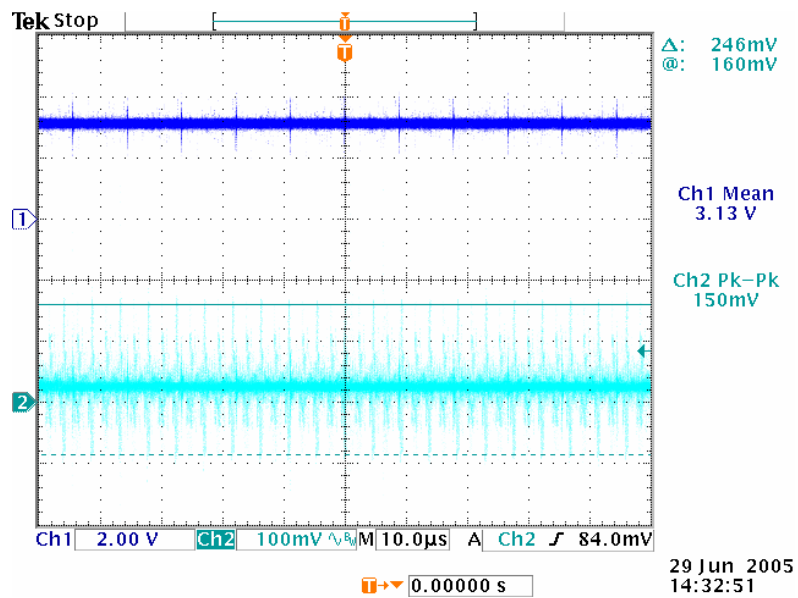 Tek Stop
T
T
Δ: 246mV
@: 160mV
1
Ch1 Mean
3.13 V
Ch2 Pk-Pk
150mV
2
Ch1 2.00 V Ch2 100mV ∿ Bw M 10.0µs A Ch2 ƒ 84.0mV
T→▼ 0.00000 s
29 Jun 2005
14:32:51